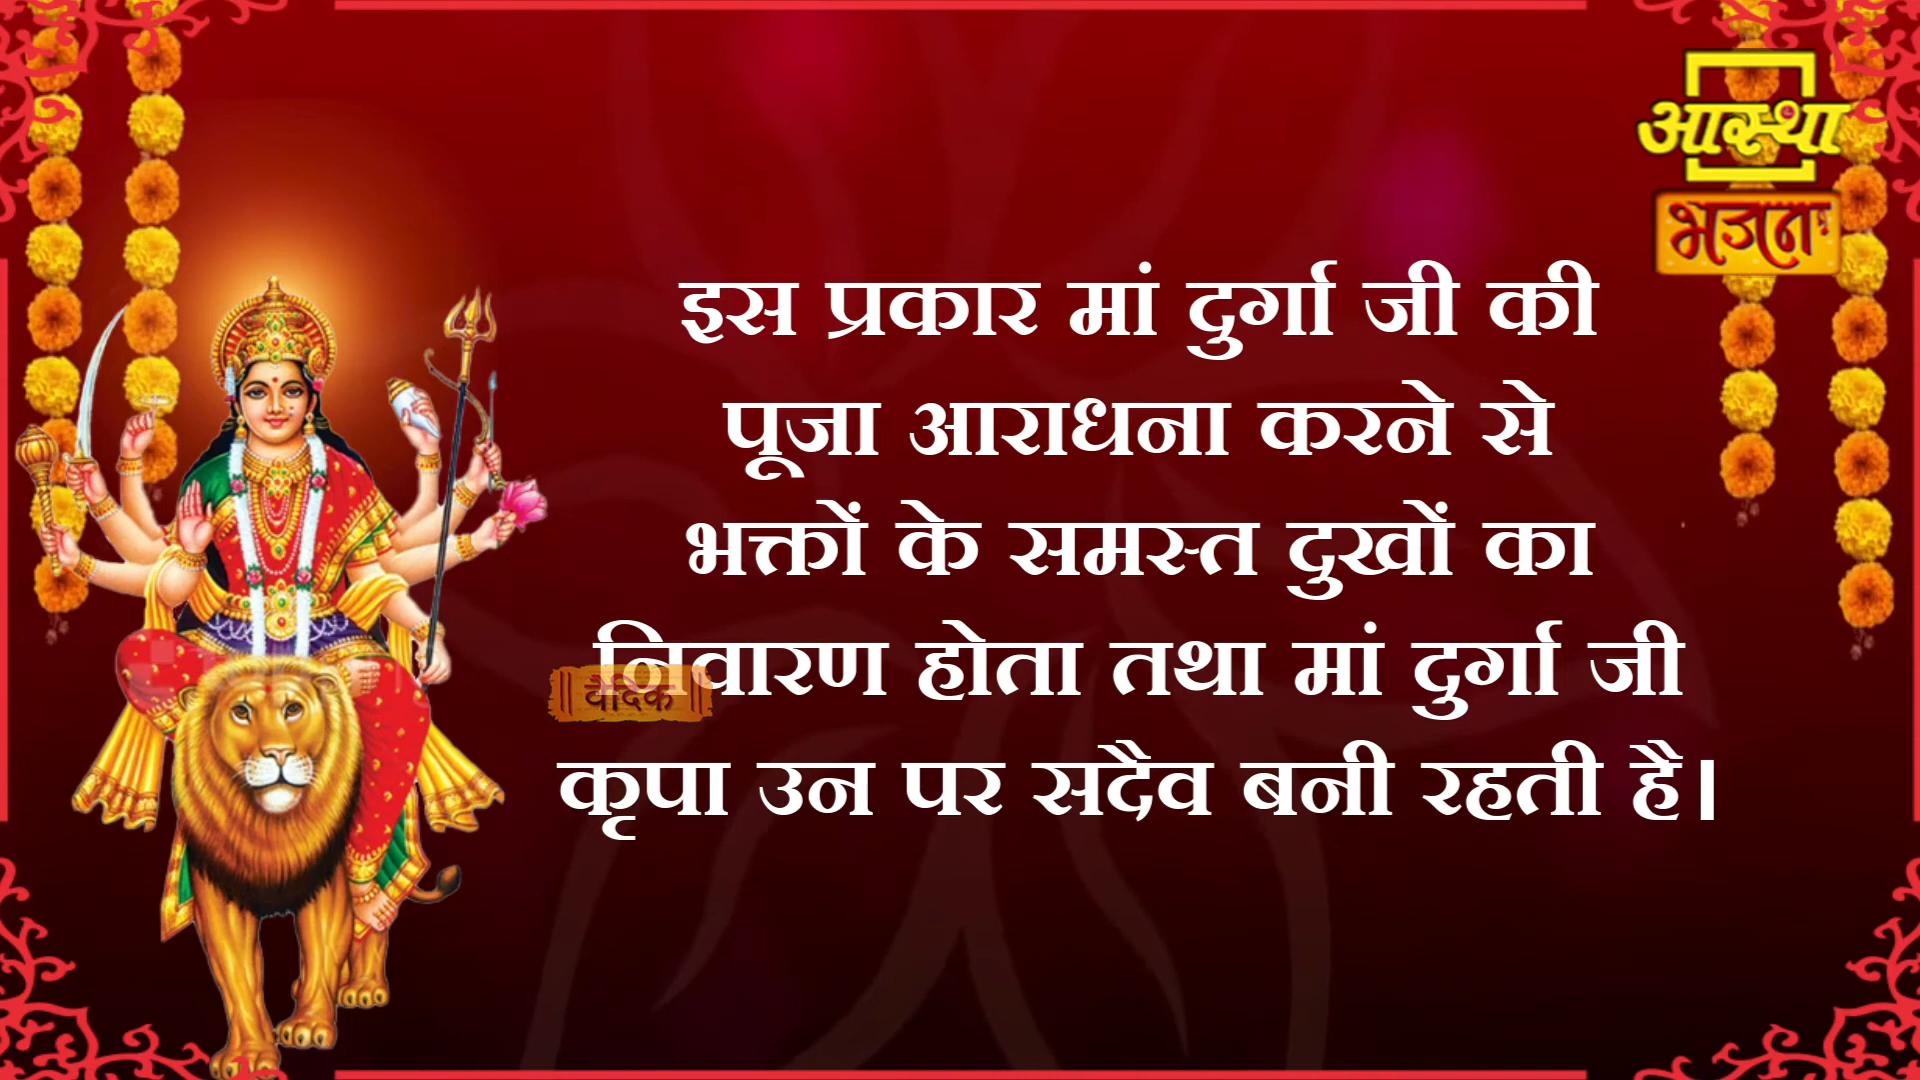 आस्था
भजन
इस प्रकार मां दुर्गा जी की
पूजा आराधना करने से
भक्तों के समस्त दुखों का
निवारण होता तथा मां दुर्गा जी
॥ वैदिक ॥
कृपा उन पर सदैव बनी रहती है।